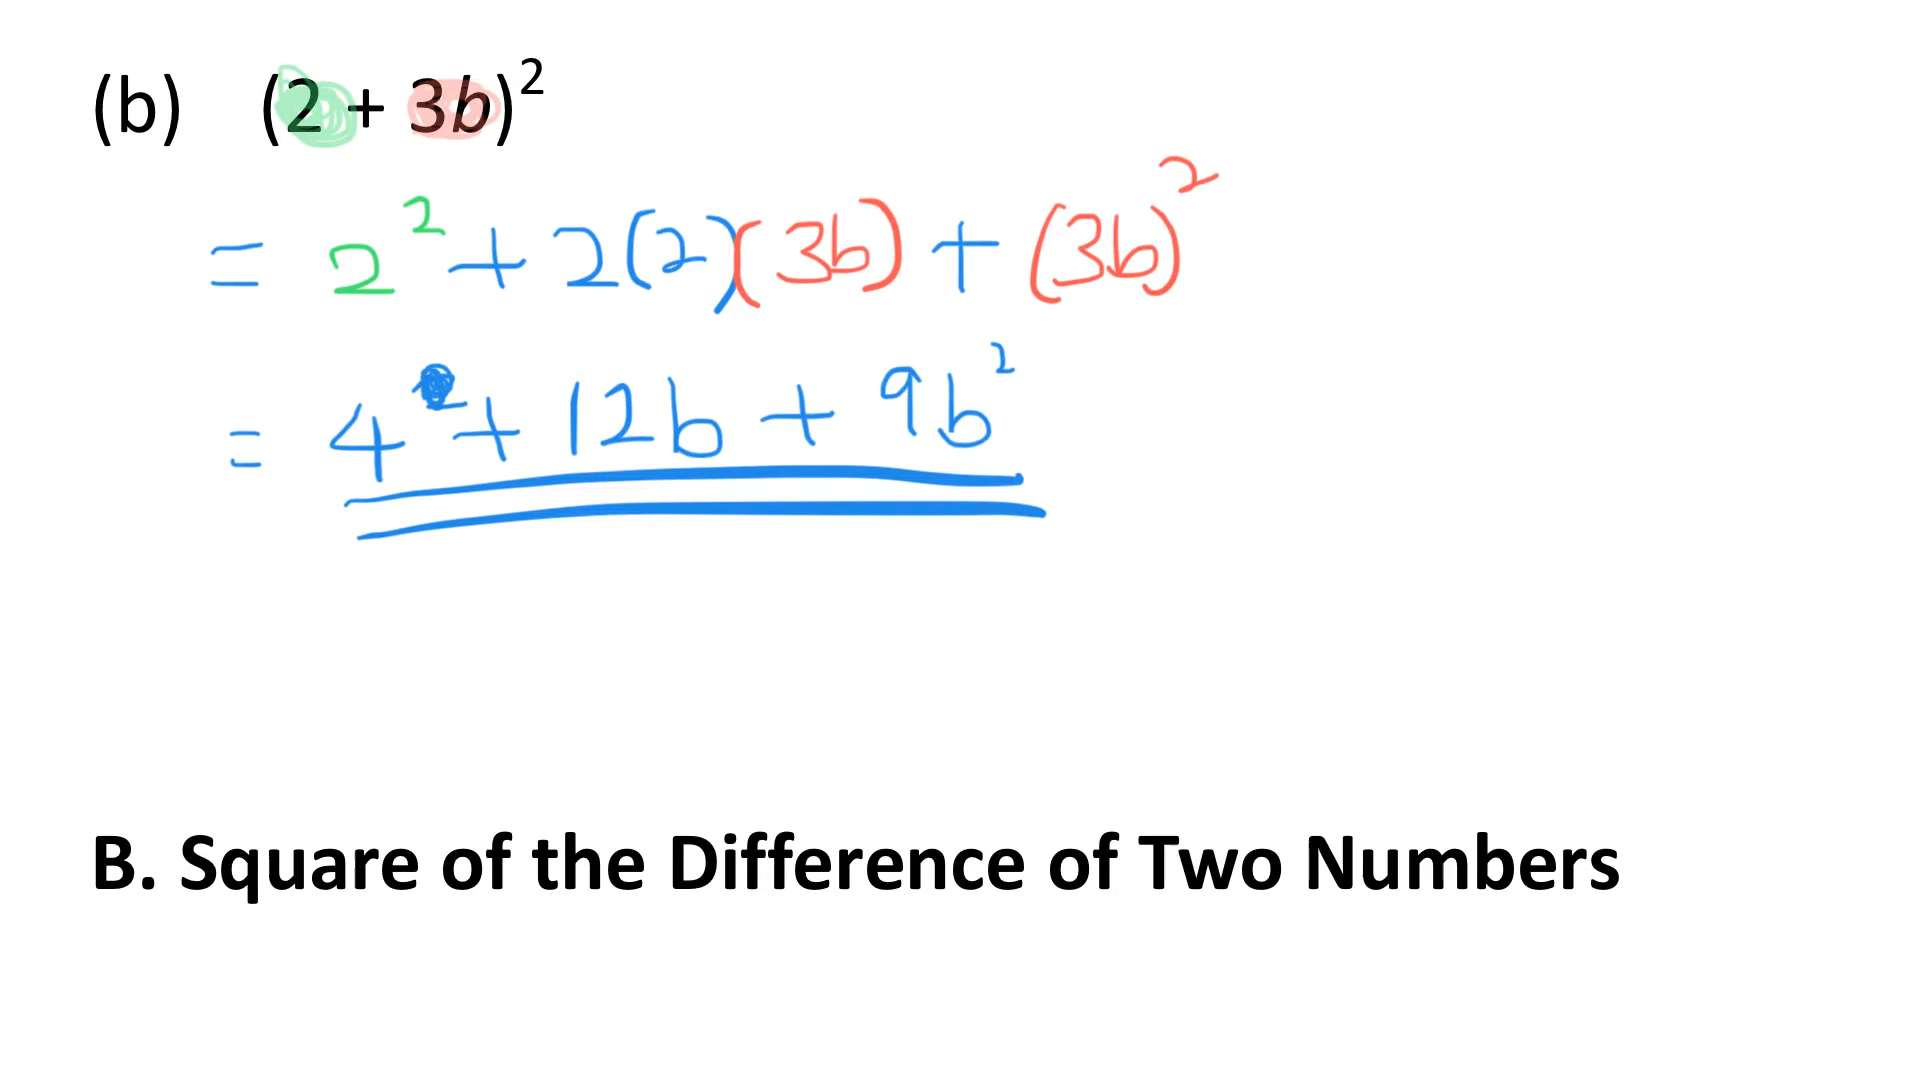 (b) (2 + 3b)²
= 2² + 2(2)(3b) + (3b)²
= 4 + 12b + 9b²
B. Square of the Difference of Two Numbers